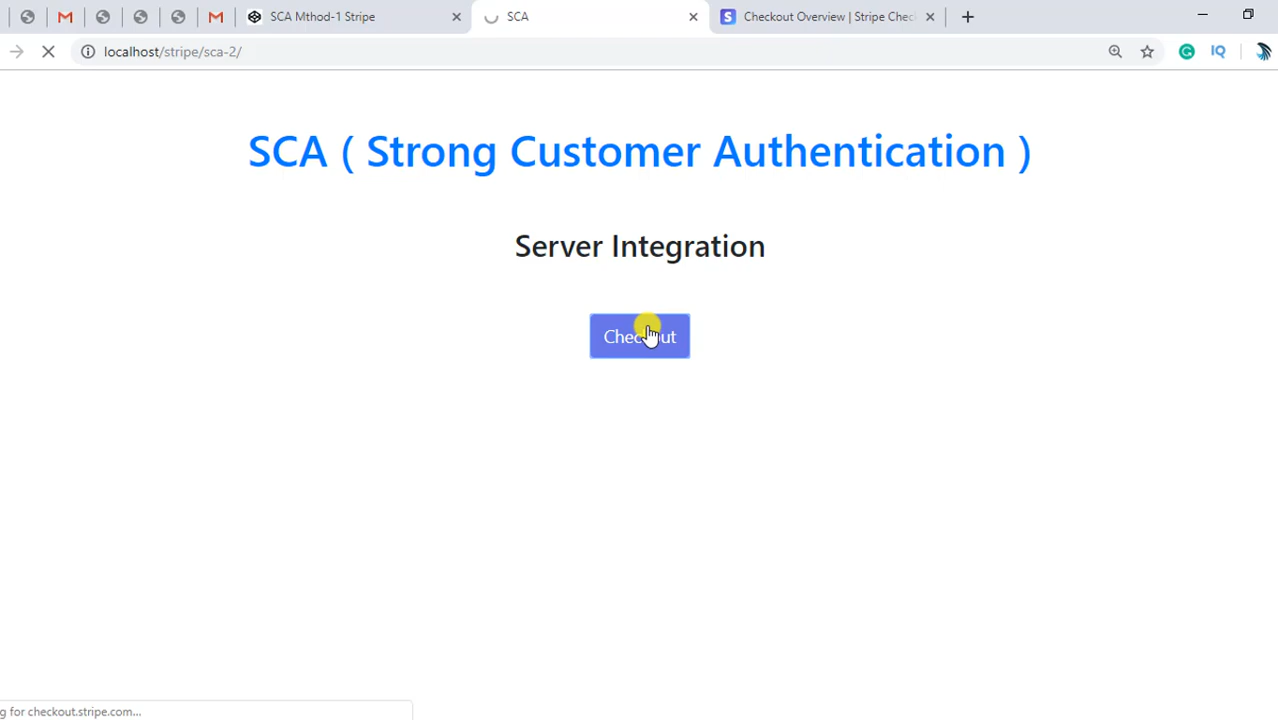 SCA Mthod-1 Stripe
SCA
Checkout Overview | Stripe Chec
localhost/stripe/sca-2/
IQ
SCA ( Strong Customer Authentication )
Server Integration
Checkout
g for checkout.stripe.com...